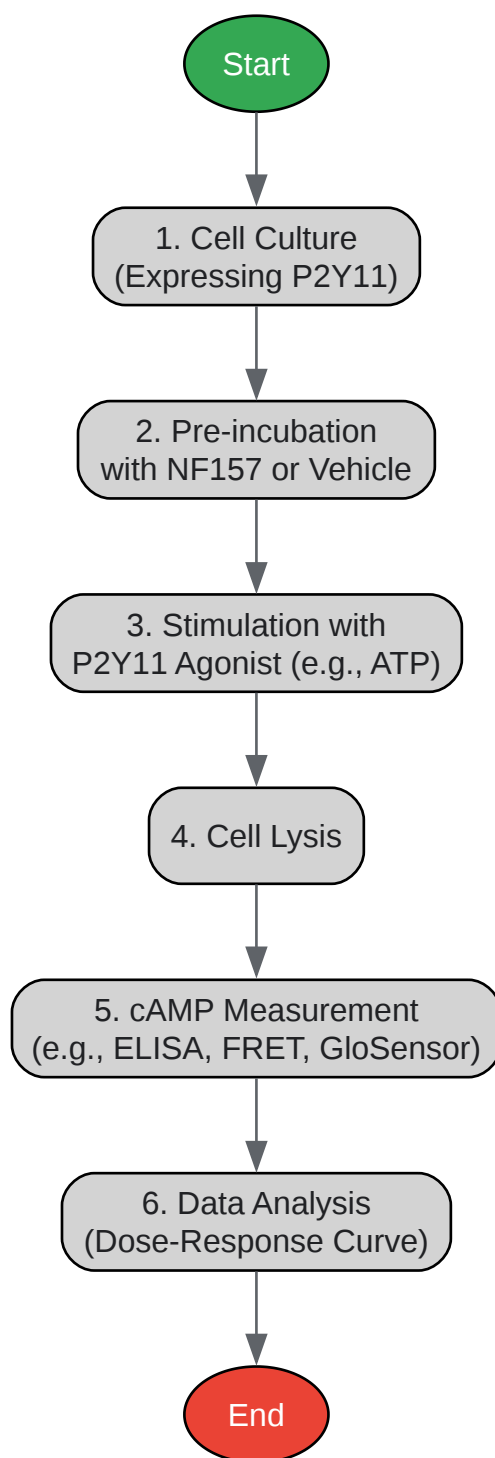 Start
1. Cell Culture
(Expressing P2Y11)
2. Pre-incubation
with NF157 or Vehicle
3. Stimulation with
P2Y11 Agonist (e.g., ATP)
4. Cell Lysis
5. cAMP Measurement
(e.g., ELISA, FRET, GloSensor)
6. Data Analysis
(Dose-Response Curve)
End